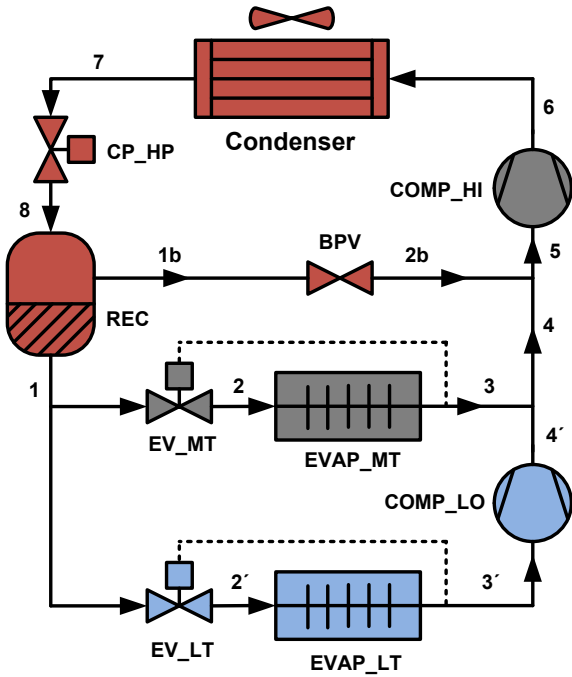 7
6
Condenser
CP_HP
COMP_HI
8
BPV
1b
2b
5
REC
4
1
2
3
EV_MT
EVAP_MT
4´
COMP_LO
2´
3´
EV_LT
EVAP_LT